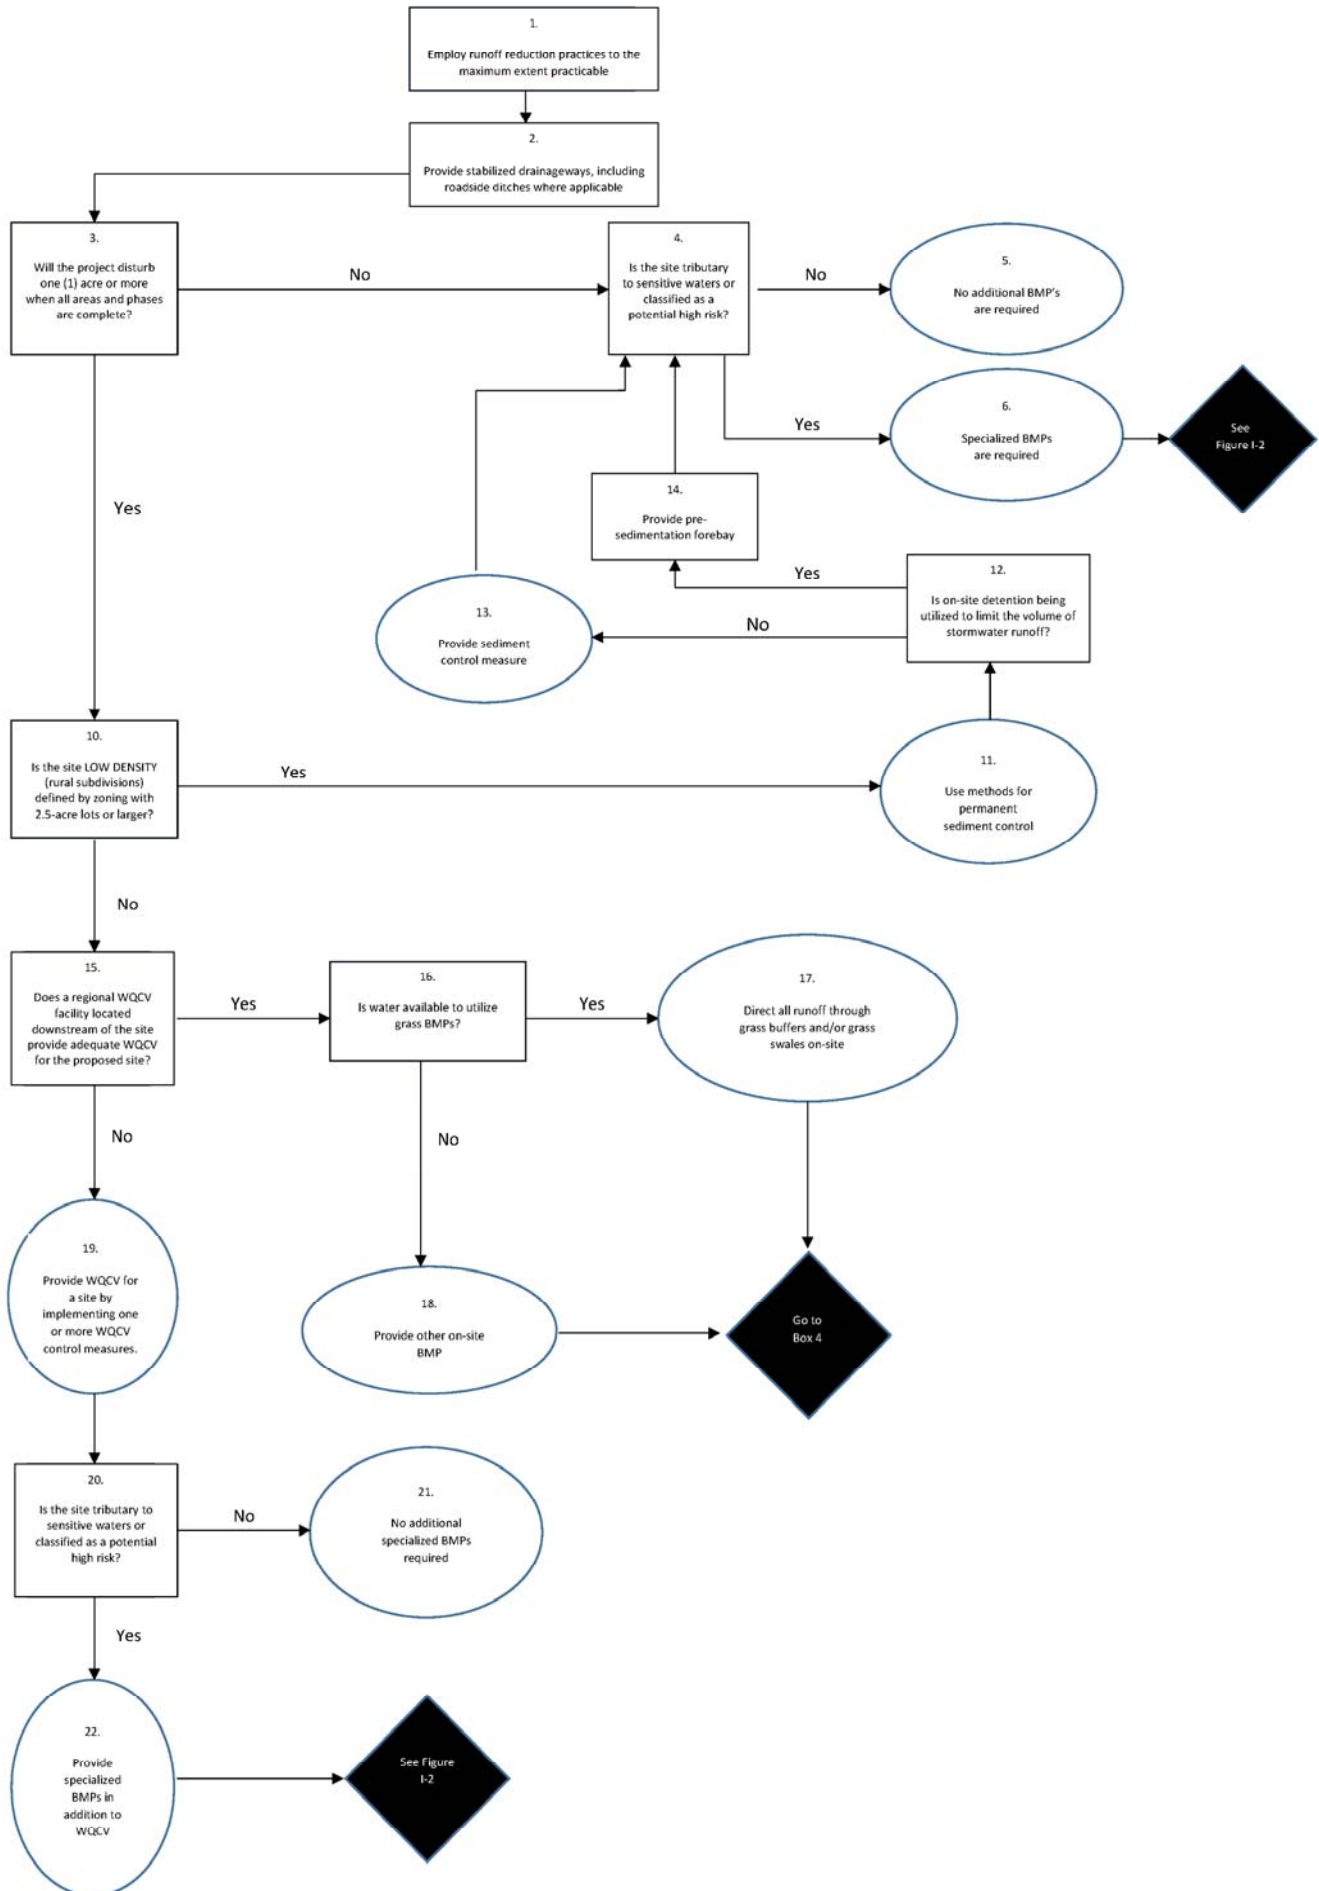 1.
Employ runoff reduction practices to the
maximum extent practicable
2.
Provide stabilized drainageways, including
roadside ditches where applicable
3.
Will the project disturb
one (1) acre or more
when all areas and phases
are complete?
No
4.
Is the site tributary
to sensitive waters or
classified as a
potential high risk?
No
5.
No additional BMP's
are required
Yes
6.
Specialized BMPs
are required
See
Figure I-2
Yes
14.
Provide pre-
sedimentation forebay
Yes
12.
Is on-site detention being
utilized to limit the volume of
stormwater runoff?
No
13.
Provide sediment
control measure
10.
Is the site LOW DENSITY
(rural subdivisions)
defined by zoning with
2.5-acre lots or larger?
Yes
11.
Use methods for
permanent
sediment control
No
15.
Does a regional WQCV
facility located
downstream of the site
provide adequate WQCV
for the proposed site?
Yes
16.
Is water available to utilize
grass BMPs?
Yes
17.
Direct all runoff through
grass buffers and/or grass
swales on-site
No
No
19.
Provide WQCV for
a site by
implementing one
or more WQCV
control measures.
18.
Provide other on-site
BMP
Go to
Box 4
20.
Is the site tributary to
sensitive waters or
classified as a potential
high risk?
No
21.
No additional
specialized BMPs
required
Yes
22.
Provide
specialized
BMPs in
addition to
WQCV
See Figure
I-2